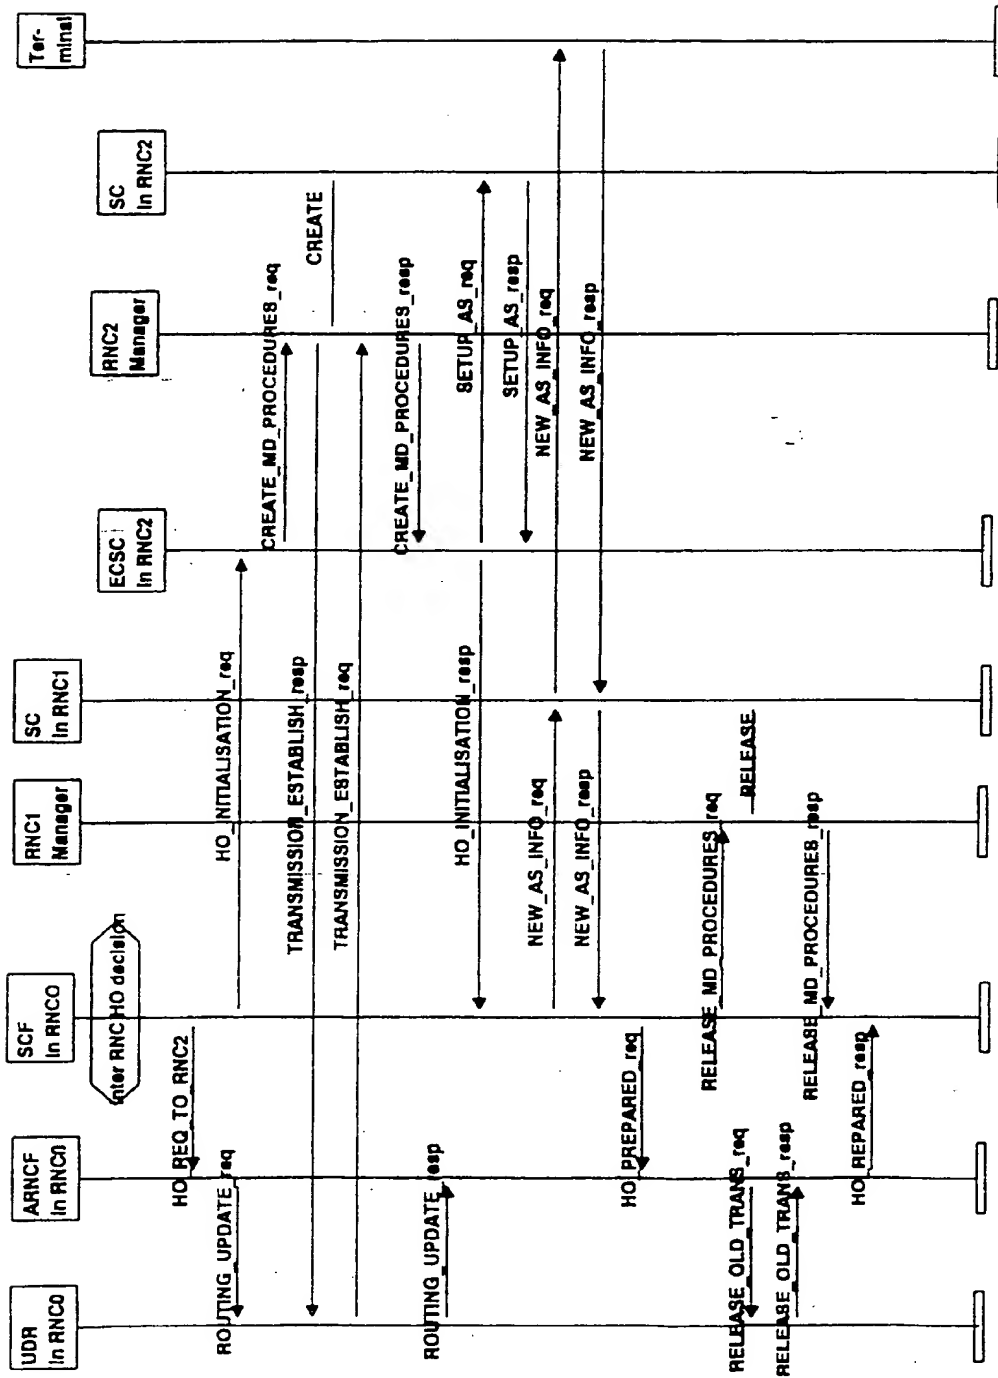 UDR
In RNC0
ARNCF
In RNC0
SCF
In RNC0
RNC1
Manager
SC
In RNC1
ECSC
In RNC2
RNC2
Manager
SC
In RNC2
Ter-
minal
Inter RNC HO decision
HO_REQ_TO_RNC2
ROUTING_UPDATE_req
HO_INITIALISATION_req
CREATE_MD_PROCEDURES_req
TRANSMISSION_ESTABLISH_resp
CREATE
TRANSMISSION_ESTABLISH_req
CREATE_MD_PROCEDURES_resp
ROUTING_UPDATE_resp
HO_INITIALISATION_resp
SETUP_AS_req
SETUP_AS_resp
NEW_AS_INFO_req
NEW_AS_INFO_req
NEW_AS_INFO_resp
NEW_AS_INFO_resp
HO_PREPARED_req
RELEASE_MD_PROCEDURES_req
RELEASE
RELEASE_OLD_TRANS_req
RELEASE_OLD_TRANS_resp
RELEASE_MD_PROCEDURES_resp
HO_REPARED_resp